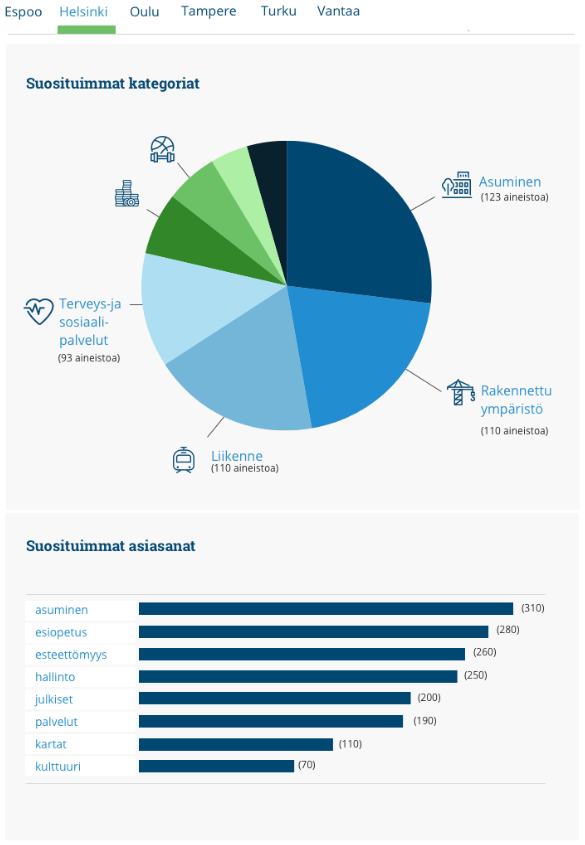 Espoo Helsinki Oulu Tampere Turku Vantaa
Suosituimmat kategoriat
Asuminen
(123 aineistoa)
Terveys-ja
sosiaali-
palvelut
(93 aineistoa)
Rakennettu
ympäristö
(110 aineistoa)
Liikenne
(110 aineistoa)
Suosituimmat asiasanat
asuminen (310)
esiopetus (280)
esteettömyys (260)
hallinto (250)
julkiset (200)
palvelut (190)
kartat (110)
kulttuuri (70)